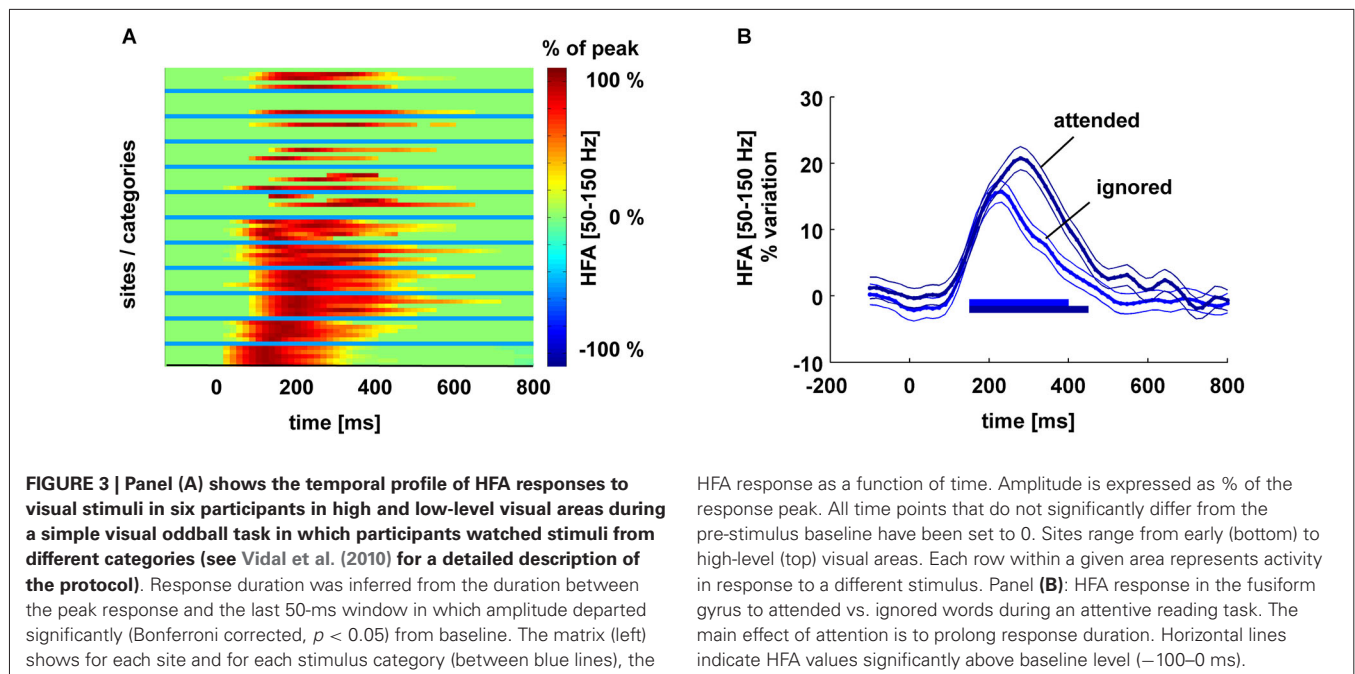 A
% of peak
100 %
0 %
-100 %
HFA [50-150 Hz]
sites / categories
0
200
400
600
800
time [ms]
B
30
20
10
0
-10
HFA [50-150 Hz]
% variation
attended
ignored
-200
0
200
400
600
800
time [ms]
FIGURE 3 | Panel (A) shows the temporal profile of HFA responses to
visual stimuli in six participants in high and low-level visual areas during
a simple visual oddball task in which participants watched stimuli from
different categories (see Vidal et al. (2010) for a detailed description of
the protocol). Response duration was inferred from the duration between
the peak response and the last 50-ms window in which amplitude departed
significantly (Bonferroni corrected, p < 0.05) from baseline. The matrix (left)
shows for each site and for each stimulus category (between blue lines), the
HFA response as a function of time. Amplitude is expressed as % of the
response peak. All time points that do not significantly differ from the
pre-stimulus baseline have been set to 0. Sites range from early (bottom) to
high-level (top) visual areas. Each row within a given area represents activity
in response to a different stimulus. Panel (B): HFA response in the fusiform
gyrus to attended vs. ignored words during an attentive reading task. The
main effect of attention is to prolong response duration. Horizontal lines
indicate HFA values significantly above baseline level (−100–0 ms).